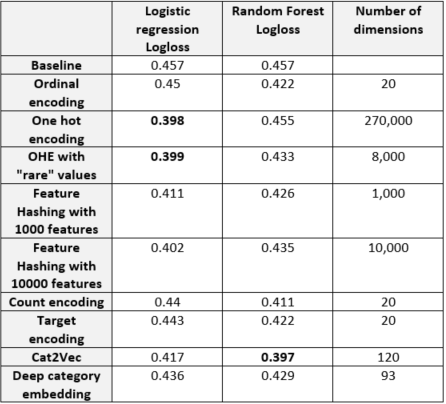 Logistic regression Logloss Random Forest Logloss Number of dimensions
Baseline 0.457 0.457
Ordinal encoding 0.45 0.422 20
One hot encoding 0.398 0.455 270,000
OHE with "rare" values 0.399 0.433 8,000
Feature Hashing with 1000 features 0.411 0.426 1,000
Feature Hashing with 10000 features 0.402 0.435 10,000
Count encoding 0.44 0.411 20
Target encoding 0.443 0.422 20
Cat2Vec 0.417 0.397 120
Deep category embedding 0.436 0.429 93